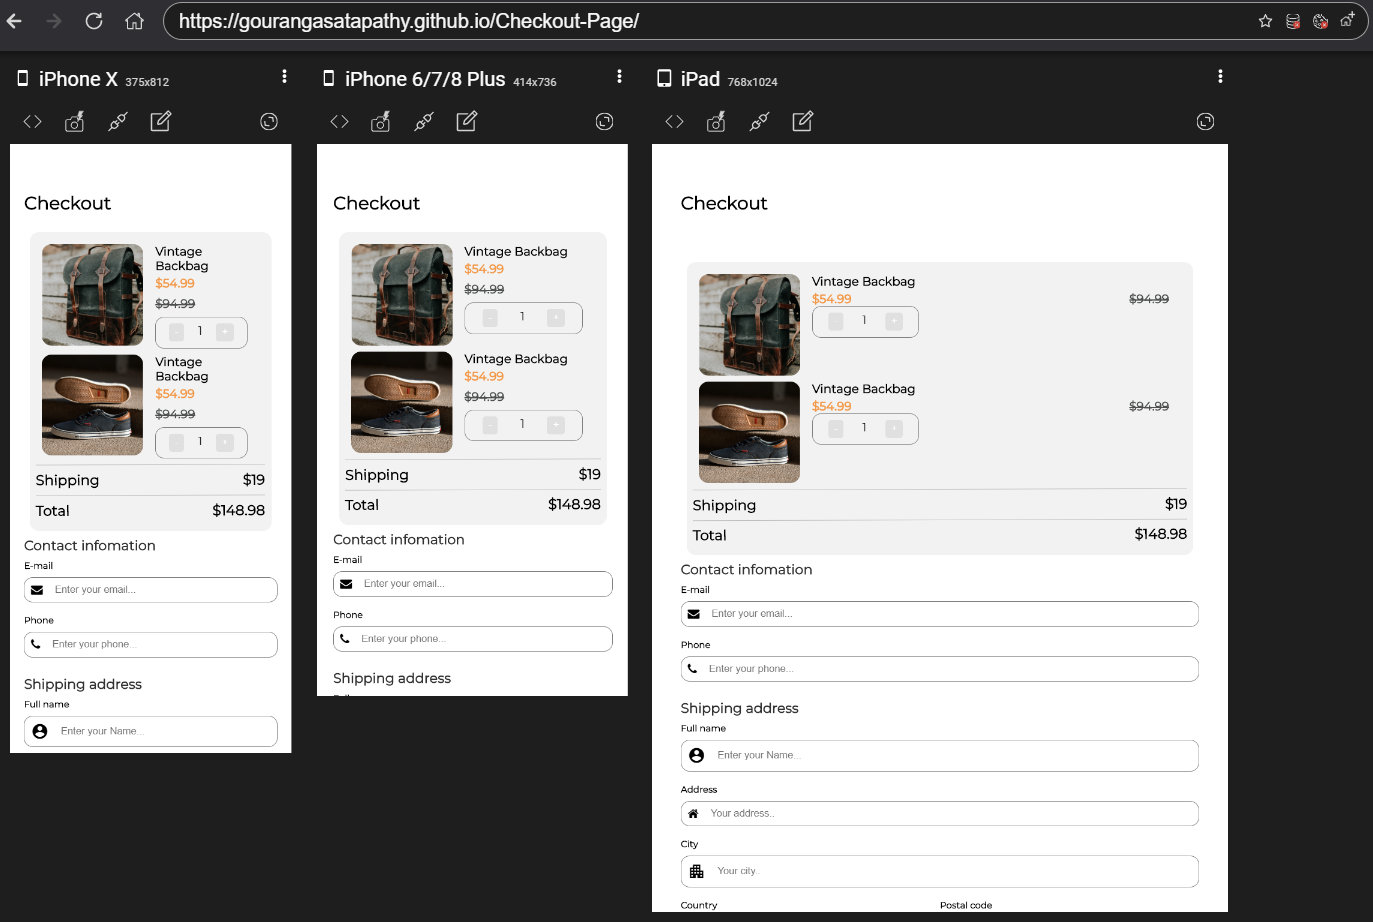 https://gourangasatapathy.github.io/Checkout-Page/
iPhone X 375x812
Checkout
Vintage
Backbag
$54.99
$94.99
- 1 +
Vintage
Backbag
$54.99
$94.99
- 1 +
Shipping $19
Total $148.98
Contact infomation
E-mail
Enter your email...
Phone
Enter your phone...
Shipping address
Full name
Enter your Name...
iPhone 6/7/8 Plus 414x736
Checkout
Vintage Backbag
$54.99
$94.99
- 1 +
Vintage Backbag
$54.99
$94.99
- 1 +
Shipping $19
Total $148.98
Contact infomation
E-mail
Enter your email...
Phone
Enter your phone...
Shipping address
iPad 768x1024
Checkout
Vintage Backbag
$54.99 $94.99
- 1 +
Vintage Backbag
$54.99 $94.99
- 1 +
Shipping $19
Total $148.98
Contact infomation
E-mail
Enter your email...
Phone
Enter your phone...
Shipping address
Full name
Enter your Name...
Address
Your address..
City
Your city..
Country Postal code